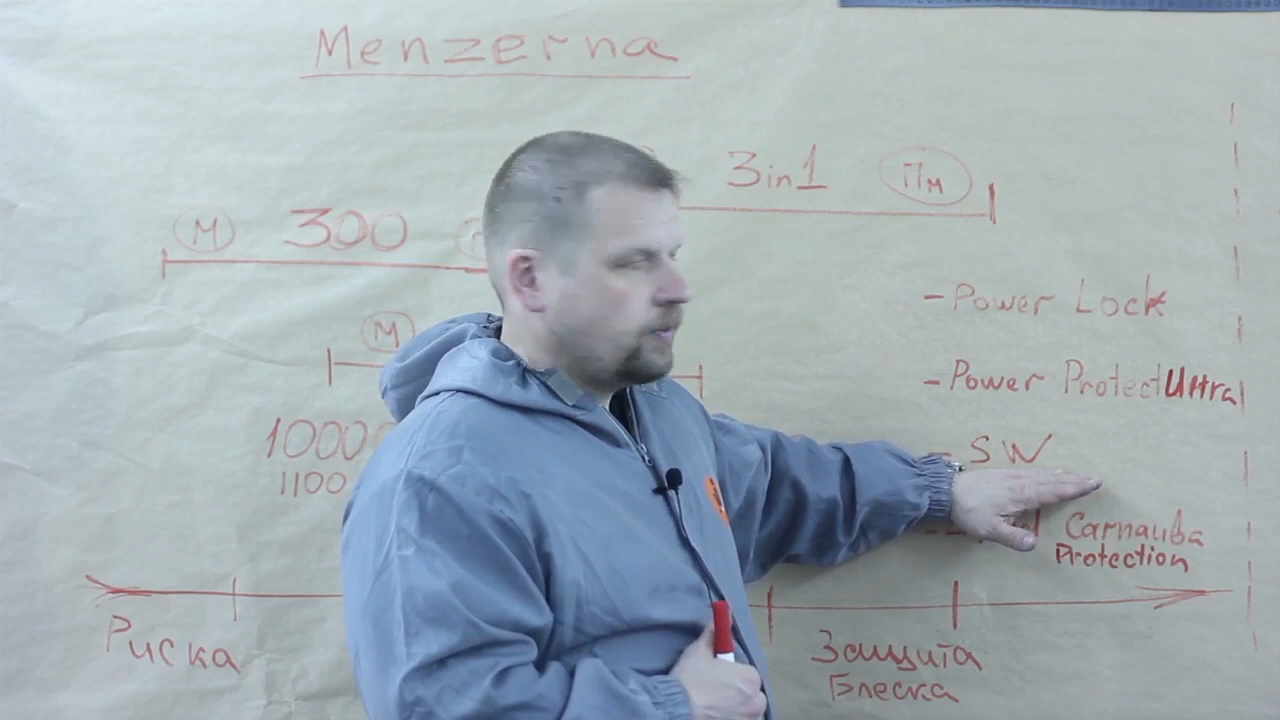 Menzerna
3in1 Пм
М 300
- Power Lock
М
- Power Protect Ultra
1000
- SW
1100
Carnauba
Protection
Риска
Защита
Блеска